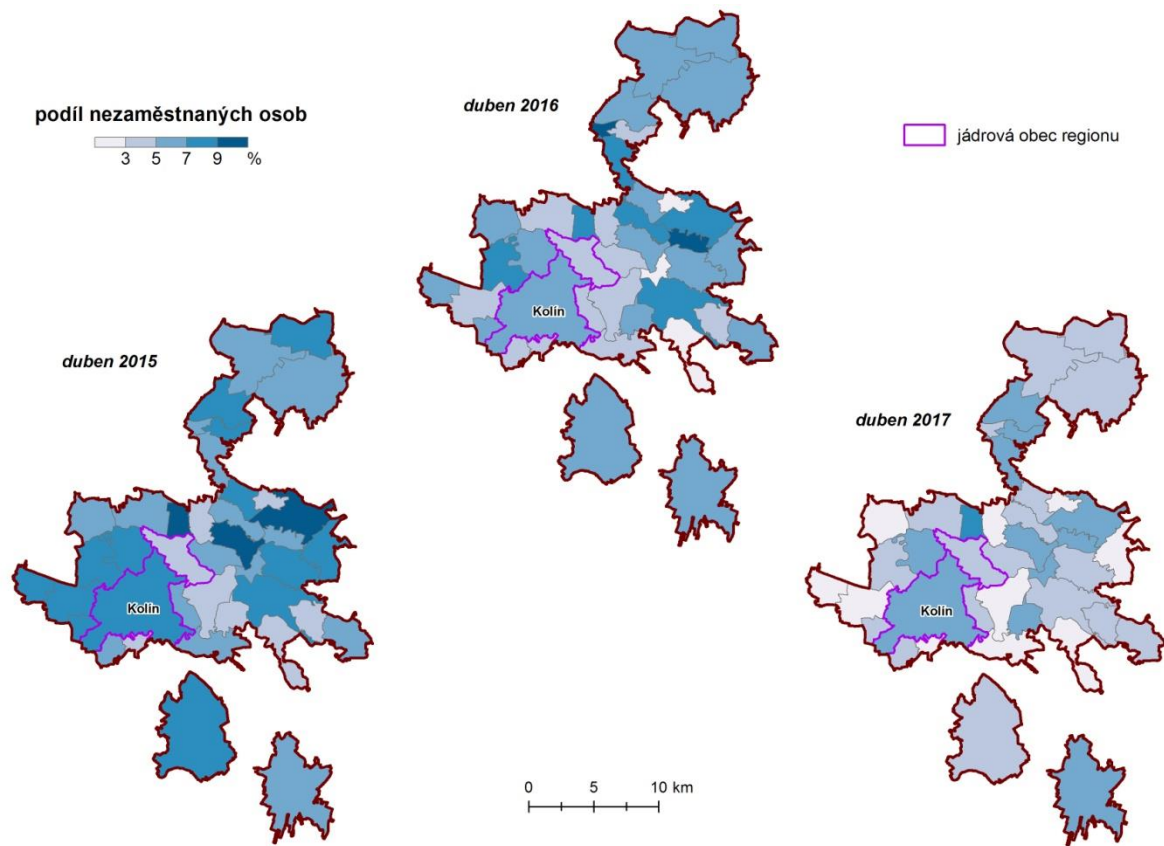 podíl nezaměstnaných osob
3 5 7 9 %
duben 2016
jádrová obec regionu
Kolín
duben 2015
Kolín
duben 2017
Kolín
0 5 10 km